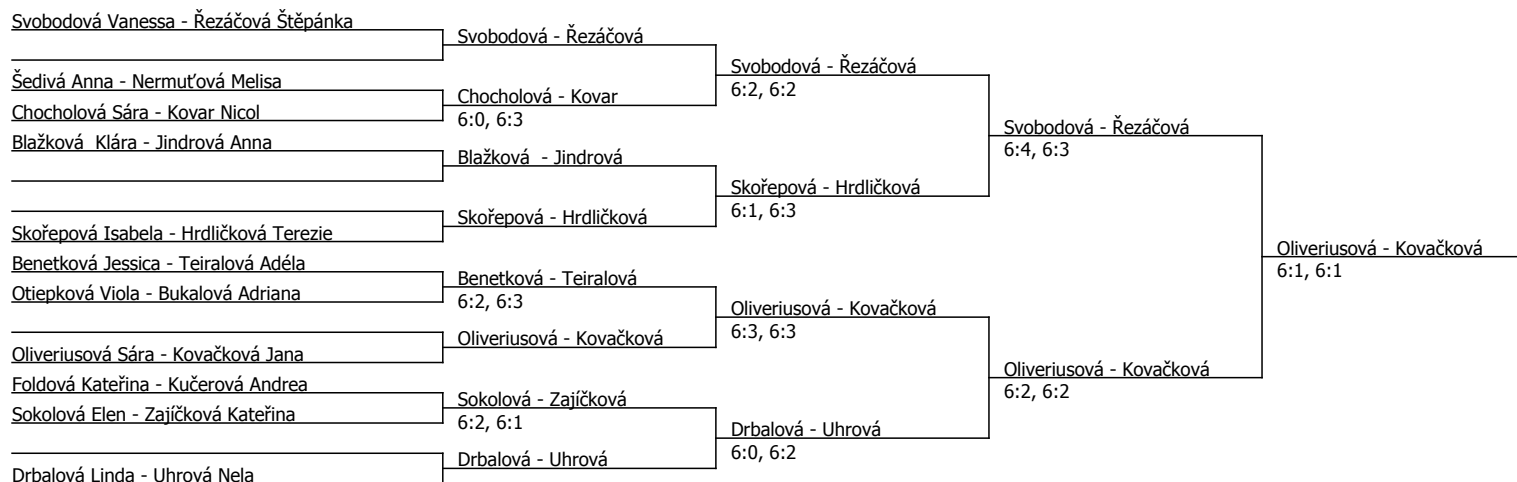 Svobodová Vanessa - Řezáčová Štěpánka
Šedivá Anna - Nermuťová Melisa
Chocholová Sára - Kovar Nicol
Blažková  Klára - Jindrová Anna
Skořepová Isabela - Hrdličková Terezie
Benetková Jessica - Teiralová Adéla
Otiepková Viola - Bukalová Adriana
Oliveriusová Sára - Kovačková Jana
Foldová Kateřina - Kučerová Andrea
Sokolová Elen - Zajíčková Kateřina
Drbalová Linda - Uhrová Nela
Svobodová - Řezáčová
Chocholová - Kovar
6:0, 6:3
Blažková  - Jindrová
Skořepová - Hrdličková
Benetková - Teiralová
6:2, 6:3
Oliveriusová - Kovačková
Sokolová - Zajíčková
6:2, 6:1
Drbalová - Uhrová
Svobodová - Řezáčová
6:2, 6:2
Skořepová - Hrdličková
6:1, 6:3
Oliveriusová - Kovačková
6:3, 6:3
Drbalová - Uhrová
6:0, 6:2
Svobodová - Řezáčová
6:4, 6:3
Oliveriusová - Kovačková
6:2, 6:2
Oliveriusová - Kovačková
6:1, 6:1